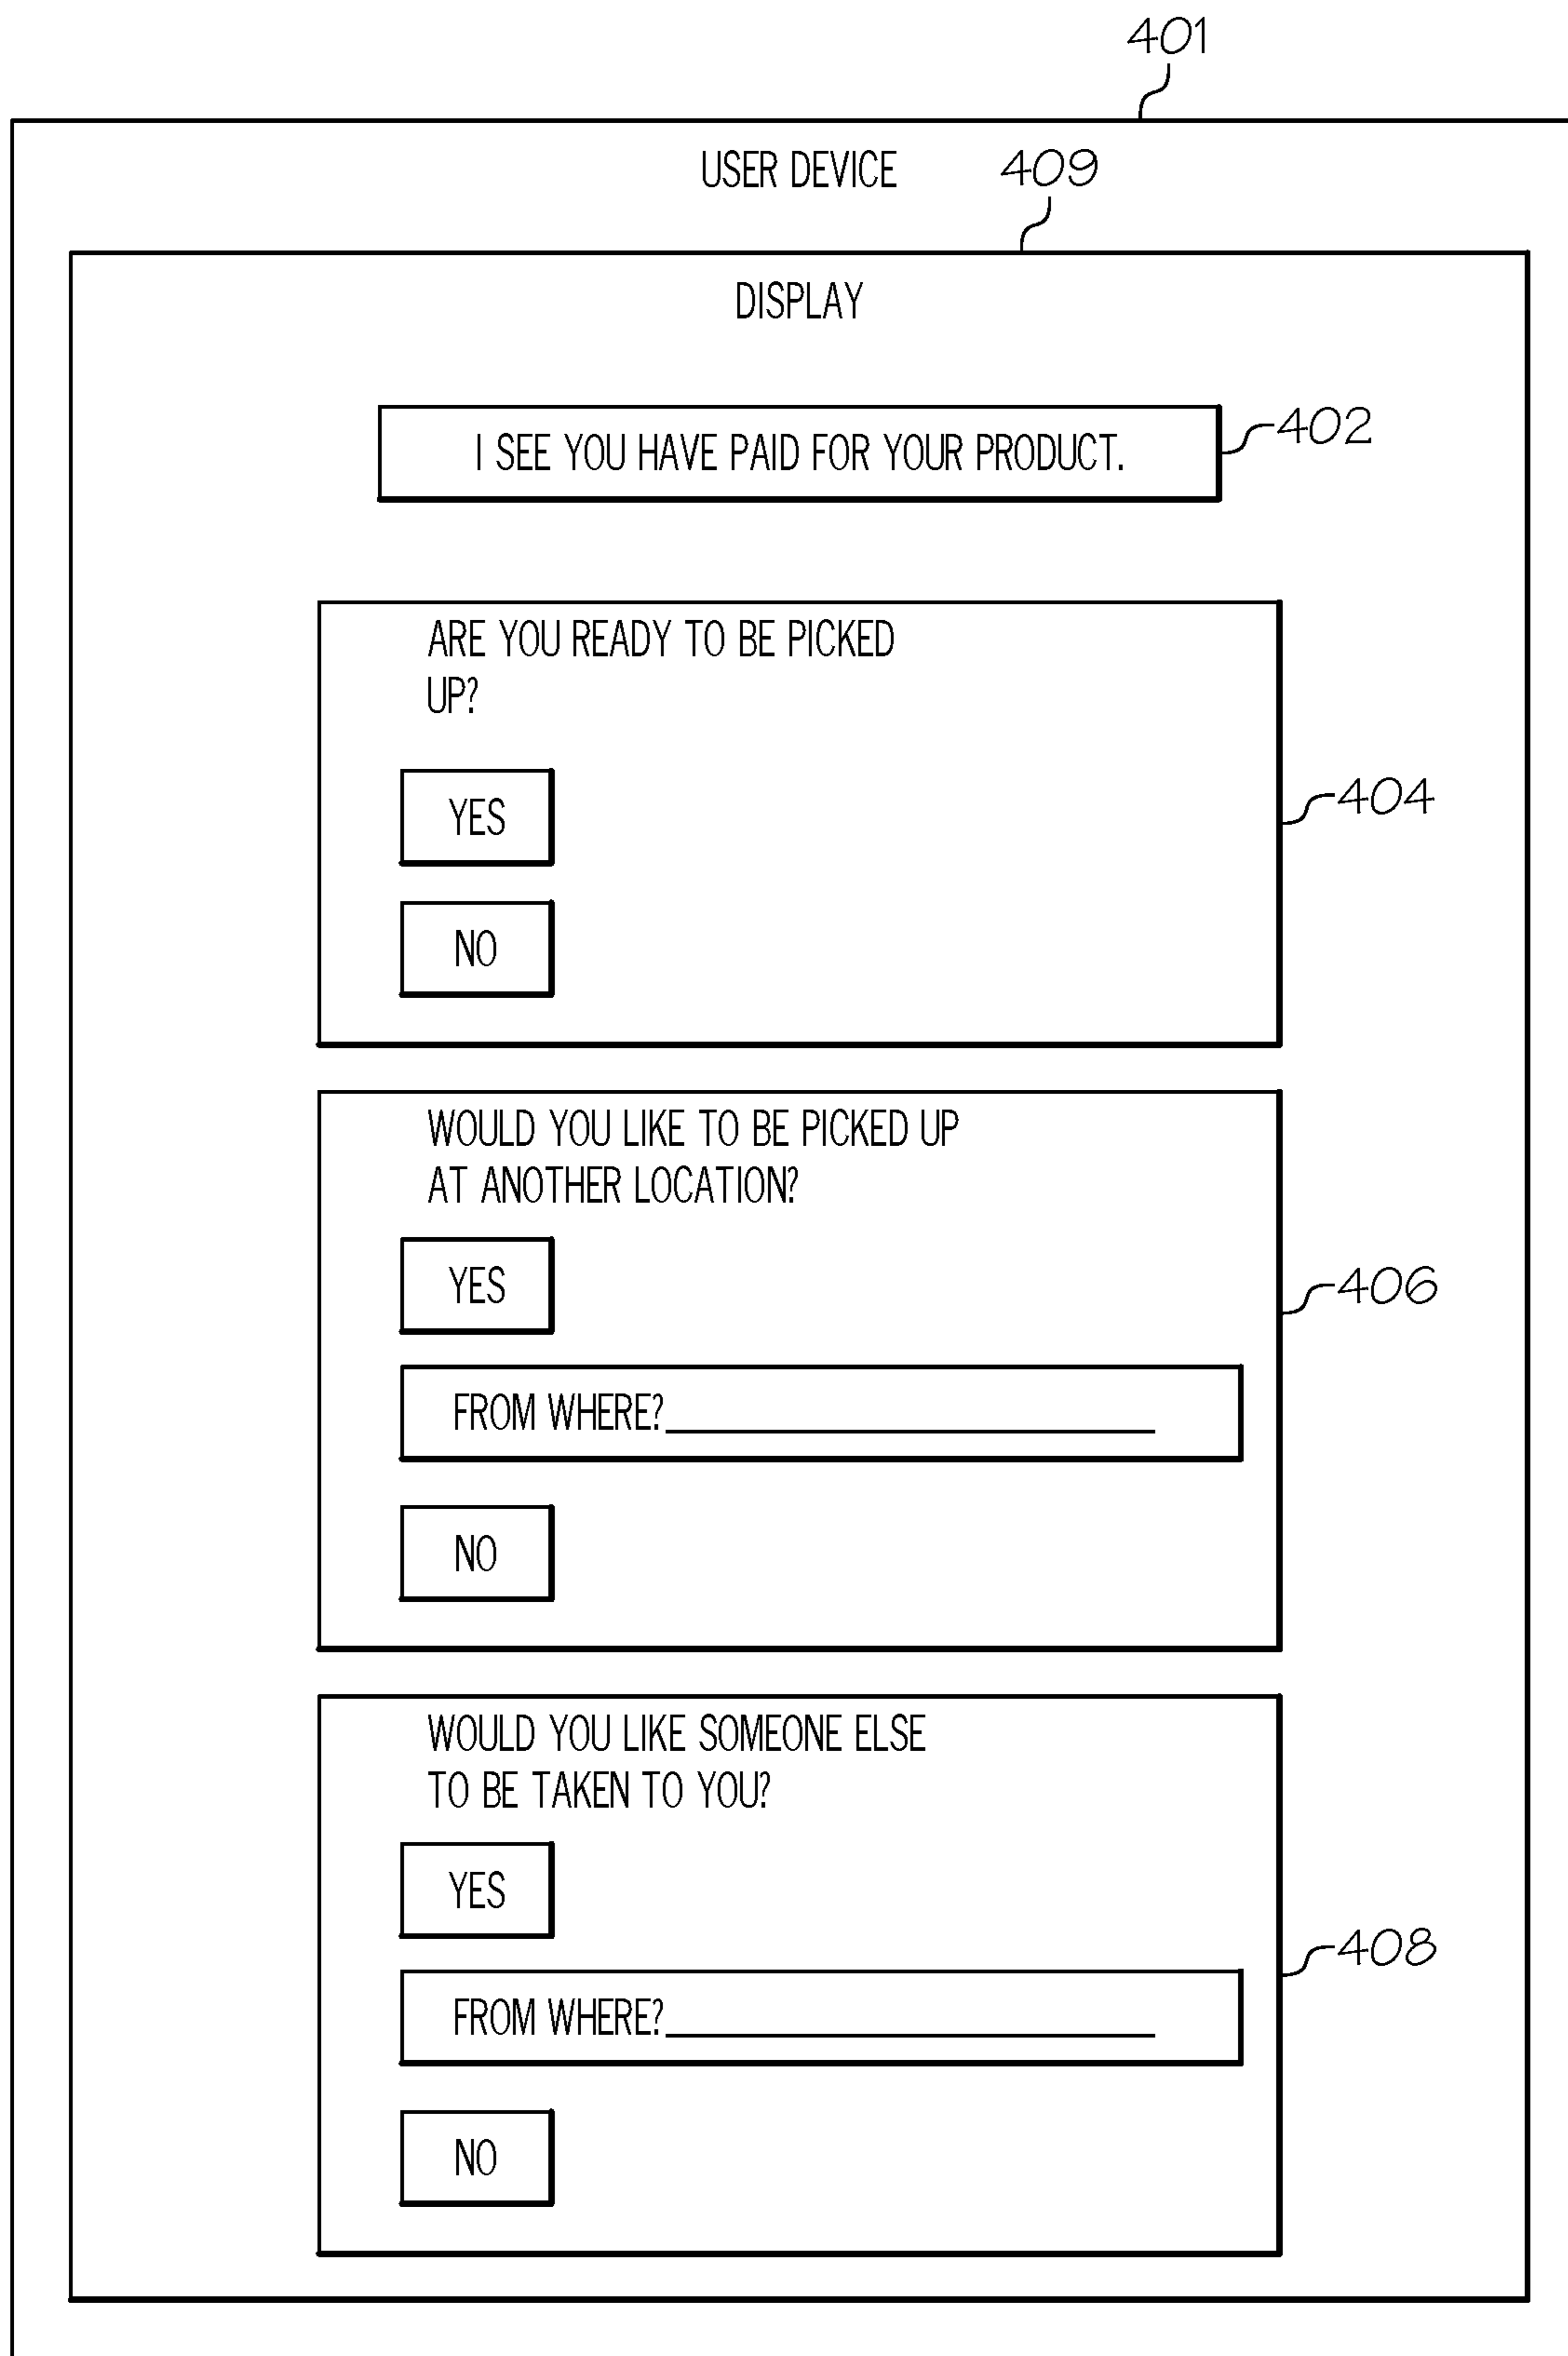 401
USER DEVICE 409
DISPLAY
I SEE YOU HAVE PAID FOR YOUR PRODUCT. 402
ARE YOU READY TO BE PICKED
UP?
YES
404
NO
WOULD YOU LIKE TO BE PICKED UP
AT ANOTHER LOCATION?
YES
406
FROM WHERE?
NO
WOULD YOU LIKE SOMEONE ELSE
TO BE TAKEN TO YOU?
YES
408
FROM WHERE?
NO